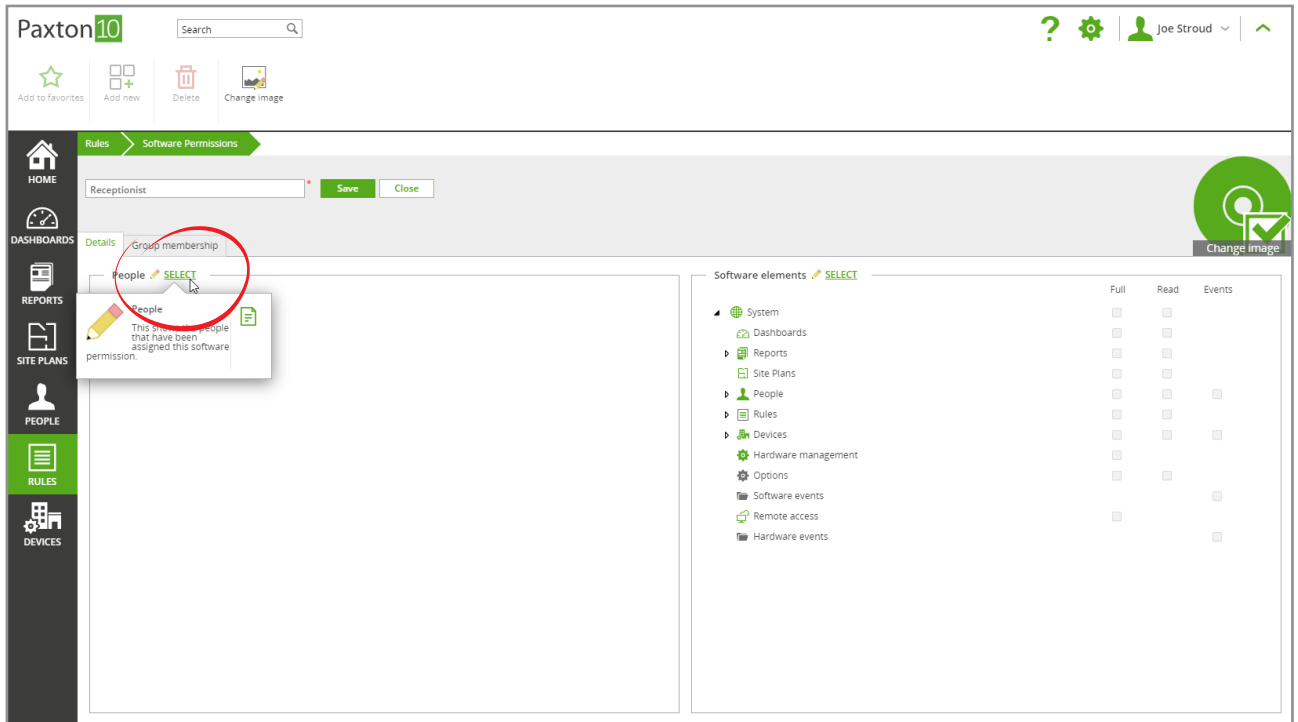 Paxton 10
Search
Joe Stroud
Add to favorites
Add new
Delete
Change image
Rules
Software Permissions
HOME
DASHBOARDS
REPORTS
SITE PLANS
PEOPLE
RULES
DEVICES
Receptionist
*
Save
Close
Change image
Details
Group membership
People SELECT
People
This shows the people
that have been
assigned this software
permission.
Software elements SELECT
Full Read Events
System
Dashboards
Reports
Site Plans
People
Rules
Devices
Hardware management
Options
Software events
Remote access
Hardware events